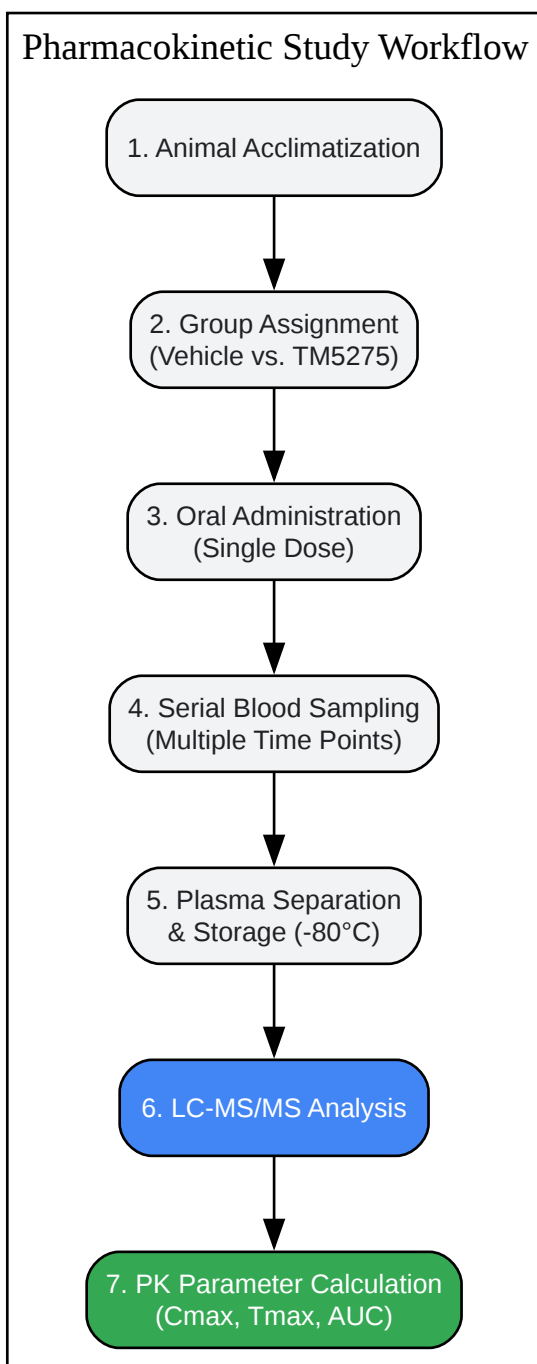 Pharmacokinetic Study Workflow
1. Animal Acclimatization
2. Group Assignment
(Vehicle vs. TM5275)
3. Oral Administration
(Single Dose)
4. Serial Blood Sampling
(Multiple Time Points)
5. Plasma Separation
& Storage (-80°C)
6. LC-MS/MS Analysis
7. PK Parameter Calculation
(Cmax, Tmax, AUC)